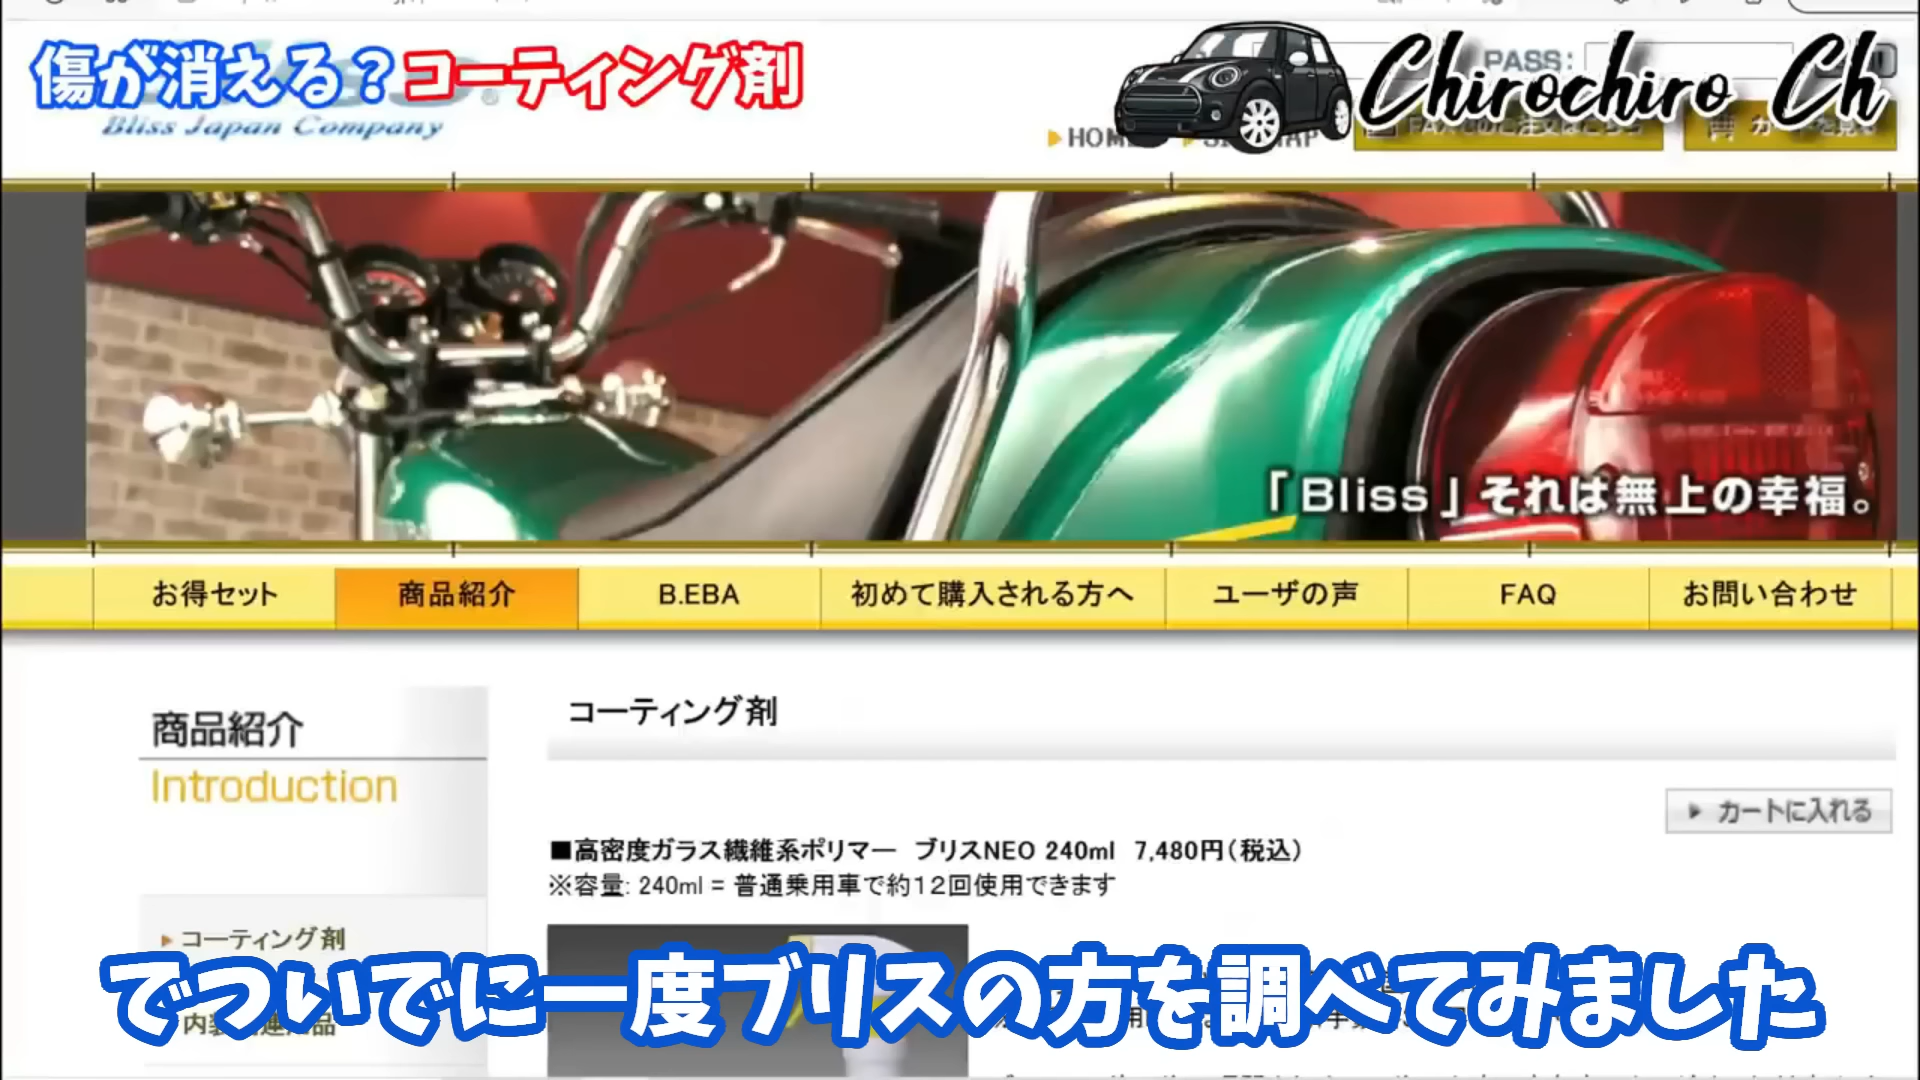 傷が消える？コーティング剤
Bliss Japan Company
Chirochiro Ch
PASS:
HOME
「Bliss」それは無上の幸福。
お得セット
商品紹介
B.EBA
初めて購入される方へ
ユーザの声
FAQ
お問い合わせ
商品紹介
Introduction
コーティング剤
カートに入れる
■高密度ガラス繊維系ポリマー ブリスNEO 240ml 7,480円(税込)
※容量: 240ml = 普通乗用車で約12回使用できます
コーティング剤
でついでに一度ブリスの方を調べてみました